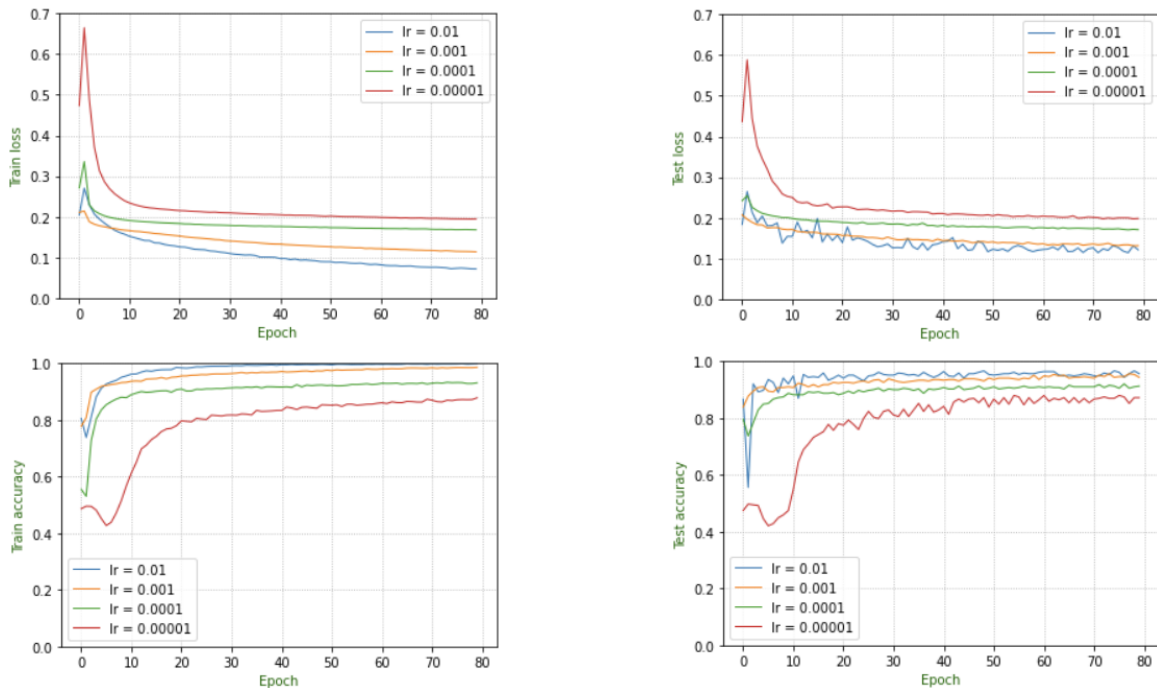 0.7
0.6
0.5
0.4
0.3
0.2
0.1
0.0
Train loss
lr = 0.01
lr = 0.001
lr = 0.0001
lr = 0.00001
0 10 20 30 40 50 60 70 80
Epoch
0.7
0.6
0.5
0.4
0.3
0.2
0.1
0.0
Test loss
lr = 0.01
lr = 0.001
lr = 0.0001
lr = 0.00001
0 10 20 30 40 50 60 70 80
Epoch
1.0
0.8
0.6
0.4
0.2
0.0
Train accuracy
lr = 0.01
lr = 0.001
lr = 0.0001
lr = 0.00001
0 10 20 30 40 50 60 70 80
Epoch
1.0
0.8
0.6
0.4
0.2
0.0
Test accuracy
lr = 0.01
lr = 0.001
lr = 0.0001
lr = 0.00001
0 10 20 30 40 50 60 70 80
Epoch